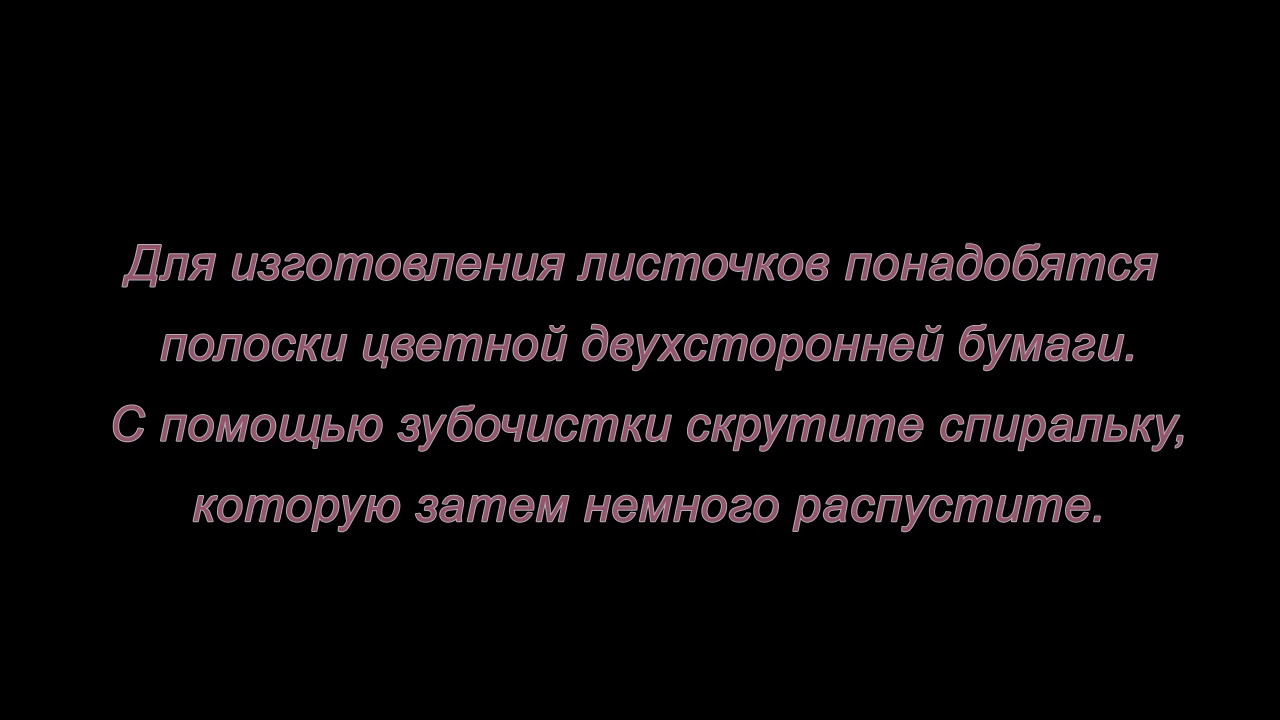 Для изготовления листочков понадобятся
полоски цветной двухсторонней бумаги.
С помощью зубочистки скрутите спиральку,
которую затем немного распустите.